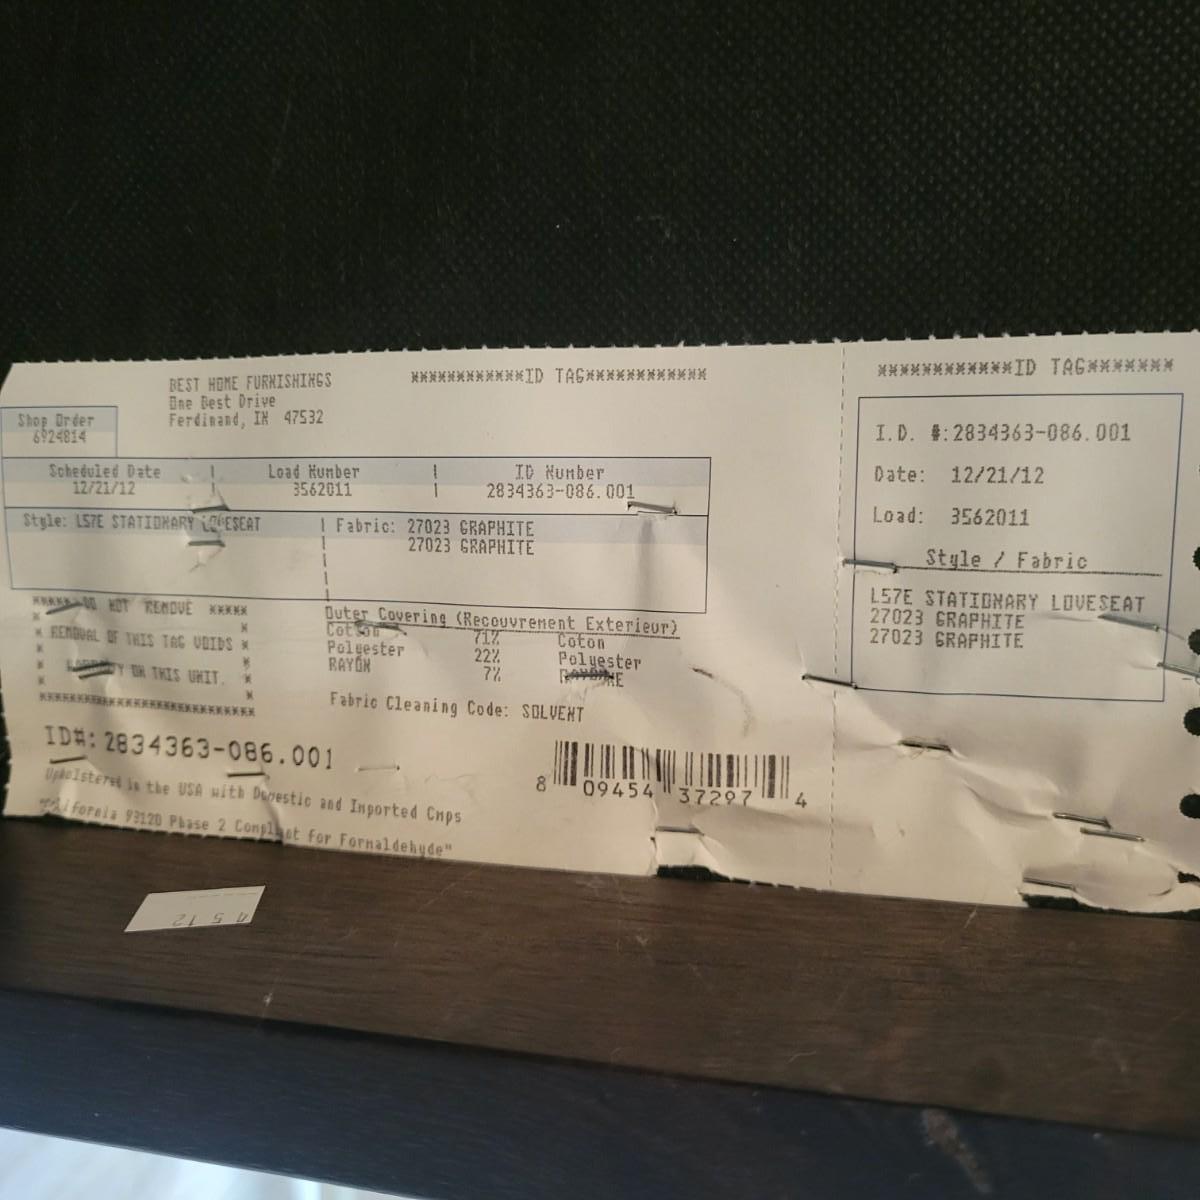 BEST HOME FURNISHINGS
One Best Drive
Ferdinand, IN 47532
************ID TAG************
Shop Order
6924814
Scheduled Date | Load Number | ID Number
12/21/12 | 3562011 | 2834363-086.001
Style: L57E STATIONARY LOVESEAT | Fabric: 27023 GRAPHITE
27023 GRAPHITE
DO NOT REMOVE *****
* REMOVAL OF THIS TAG VOIDS *
* WARRANTY ON THIS UNIT. *
Outer Covering (Recouvrement Exterieur)
Cotton 71% Coton
Polyester 22% Polyester
RAYON 7% RAYONNE
Fabric Cleaning Code: SOLVENT
ID#: 2834363-086.001
Upholstered in the USA with Domestic and Imported Cmps
"California 93120 Phase 2 Compliant for Formaldehyde"
8 09454 37297 4
************ID TAG********
I.D. #:2834363-086.001
Date: 12/21/12
Load: 3562011
Style / Fabric
L57E STATIONARY LOVESEAT
27023 GRAPHITE
27023 GRAPHITE